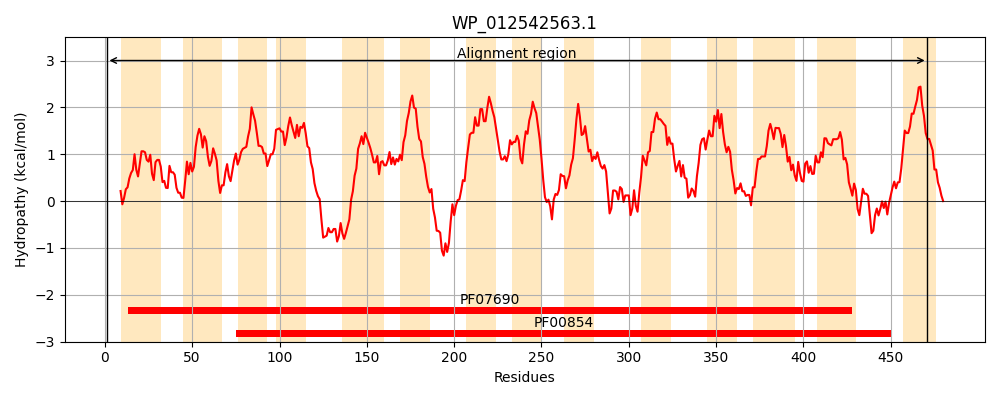 WP_012542563.1
Alignment region
3
2
1
0
−1
−2
−3
Hydropathy (kcal/mol)
PF07690
PF00854
0 50 100 150 200 250 300 350 400 450
Residues